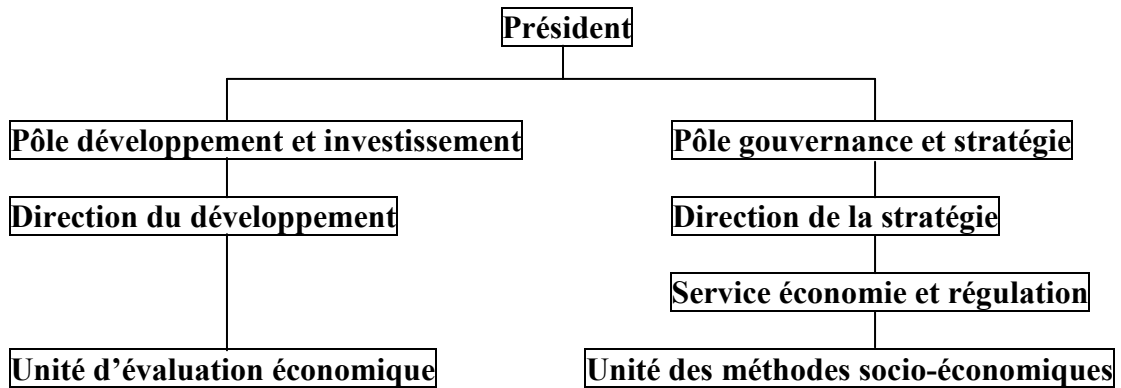 Président
Pôle développement et investissement
Pôle gouvernance et stratégie
Direction du développement
Direction de la stratégie
Service économie et régulation
Unité d’évaluation économique
Unité des méthodes socio-économiques